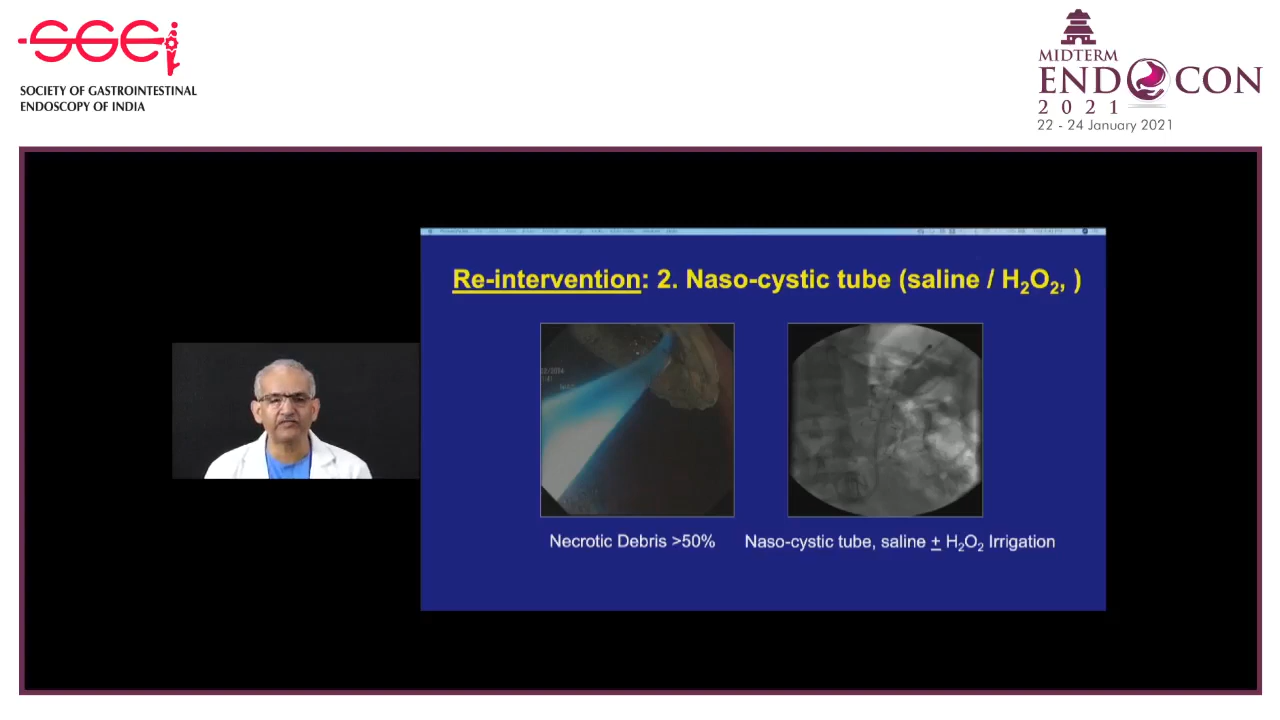 SGEi
SOCIETY OF GASTROINTESTINAL
ENDOSCOPY OF INDIA
MIDTERM
ENDOCON
2021
22 - 24 January 2021
Re-intervention: 2. Naso-cystic tube (saline / H₂O₂, )
Necrotic Debris >50%
Naso-cystic tube, saline ± H₂O₂ Irrigation